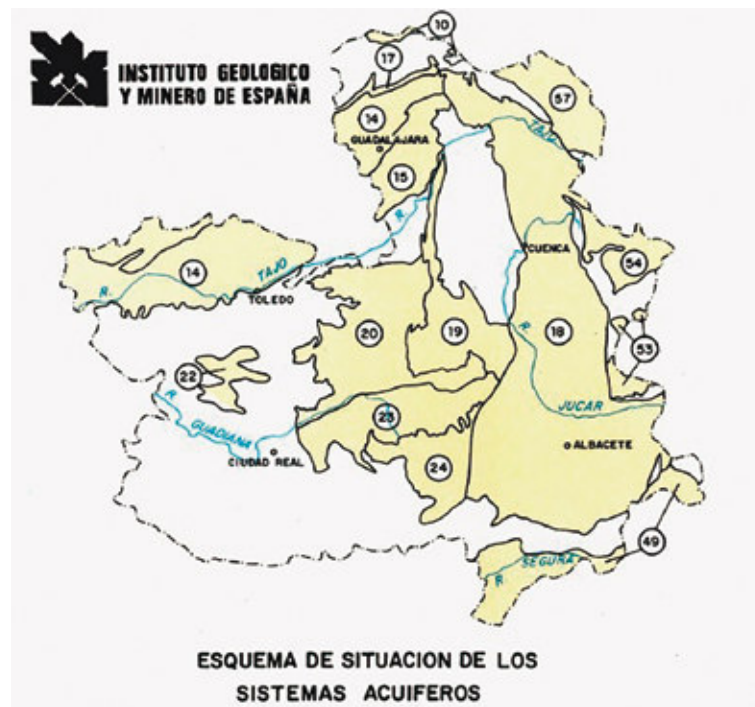 INSTITUTO GEOLOGICO
Y MINERO DE ESPAÑA
10
17
57
14
GUADALAJARA
TAJO
15
R.
CUENCA
54
14
TAJO
R.
TOLEDO
20
19
18
R.
53
22
R
JUCAR
GUADIANA
23
ALBACETE
CIUDAD REAL
24
49
SEGURA
R.
ESQUEMA DE SITUACION DE LOS
SISTEMAS ACUIFEROS